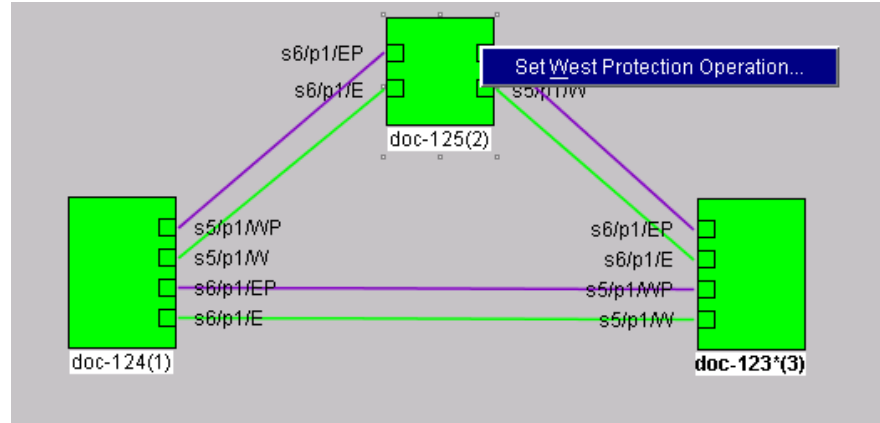 s6/p1/EP
Set West Protection Operation...
s6/p1/E
s5/p1/W
doc-125(2)
s5/p1/WP
s6/p1/EP
s5/p1/W
s6/p1/E
s6/p1/EP
s5/p1/WP
s6/p1/E
s5/p1/W
doc-124(1)
doc-123*(3)